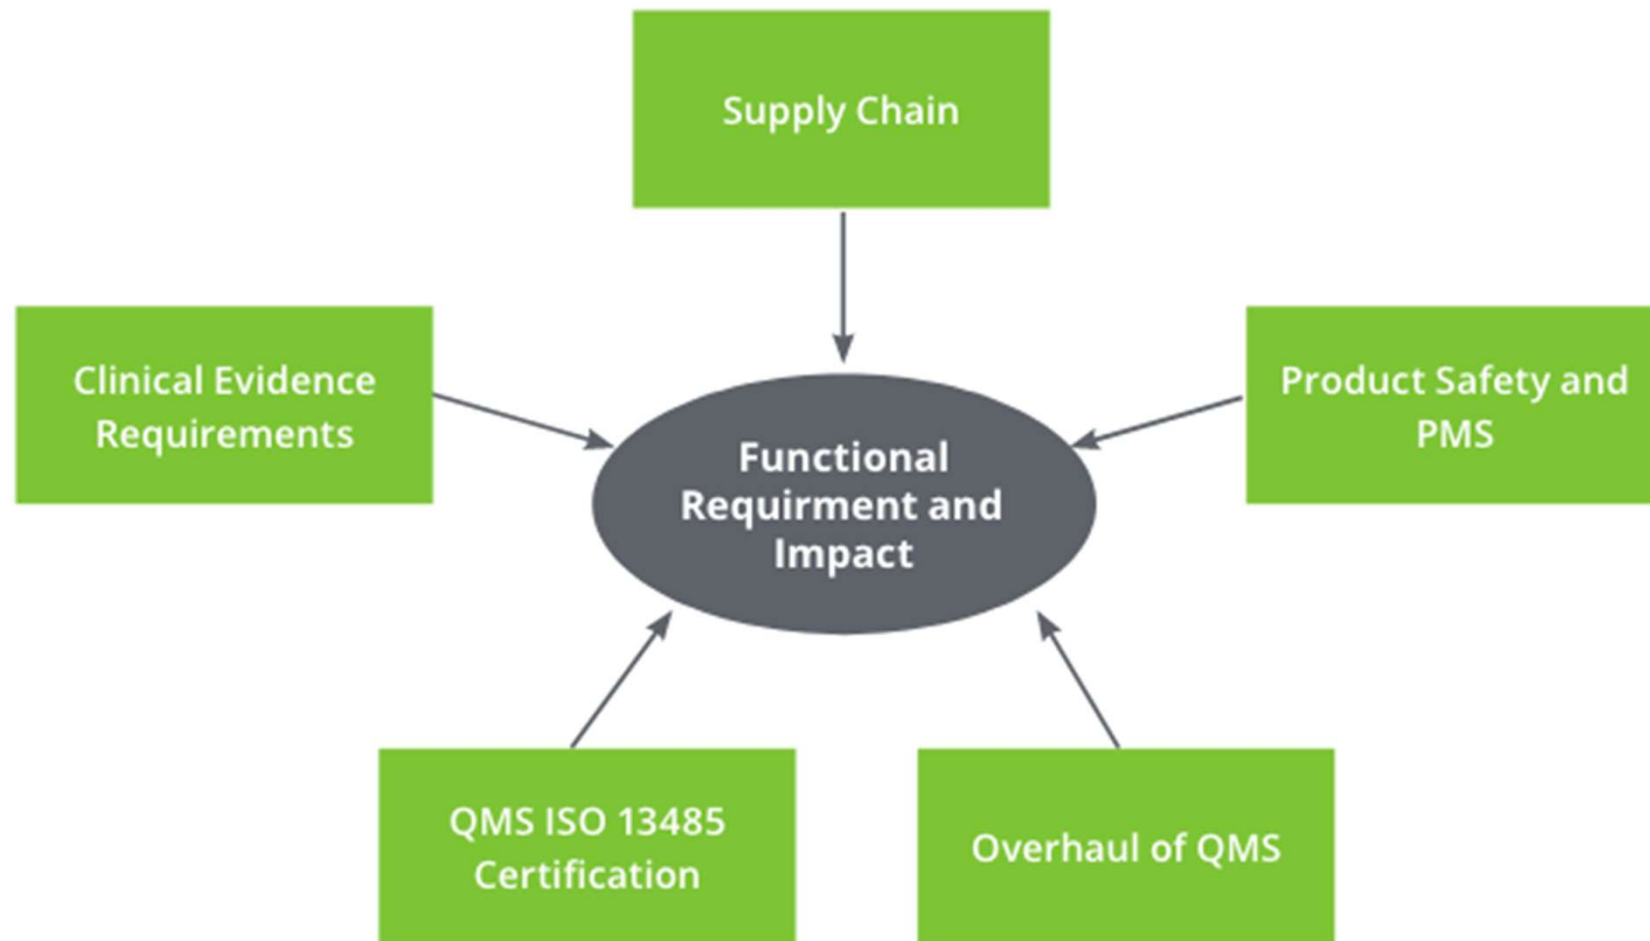 Supply Chain
Clinical Evidence
Requirements
Product Safety and
PMS
Functional
Requirment and
Impact
QMS ISO 13485
Certification
Overhaul of QMS